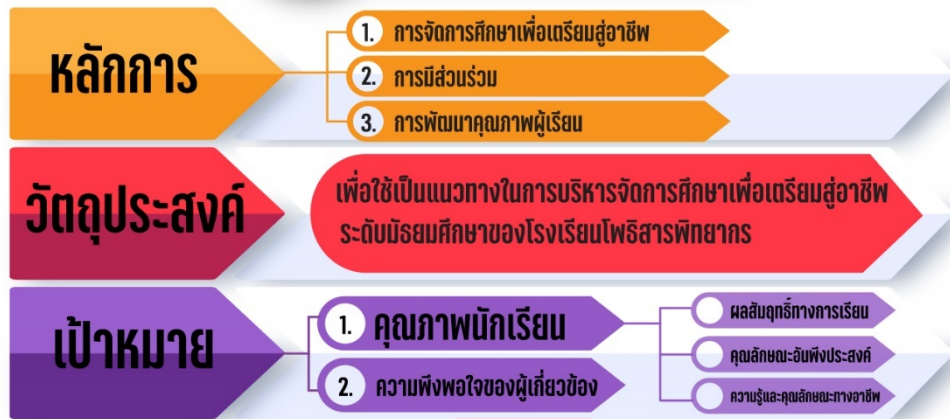 หลักการ
1. การจัดการศึกษาเพื่อเตรียมสู่อาชีพ
2. การมีส่วนร่วม
3. การพัฒนาคุณภาพผู้เรียน
วัตถุประสงค์
เพื่อใช้เป็นแนวทางในการบริหารจัดการศึกษาเพื่อเตรียมสู่อาชีพ
ระดับมัธยมศึกษาของโรงเรียนโพธิสารพิทยากร
เป้าหมาย
1. คุณภาพนักเรียน
ผลสัมฤทธิ์ทางการเรียน
คุณลักษณะอันพึงประสงค์
ความรู้และคุณลักษณะทางอาชีพ
2. ความพึงพอใจของผู้เกี่ยวข้อง